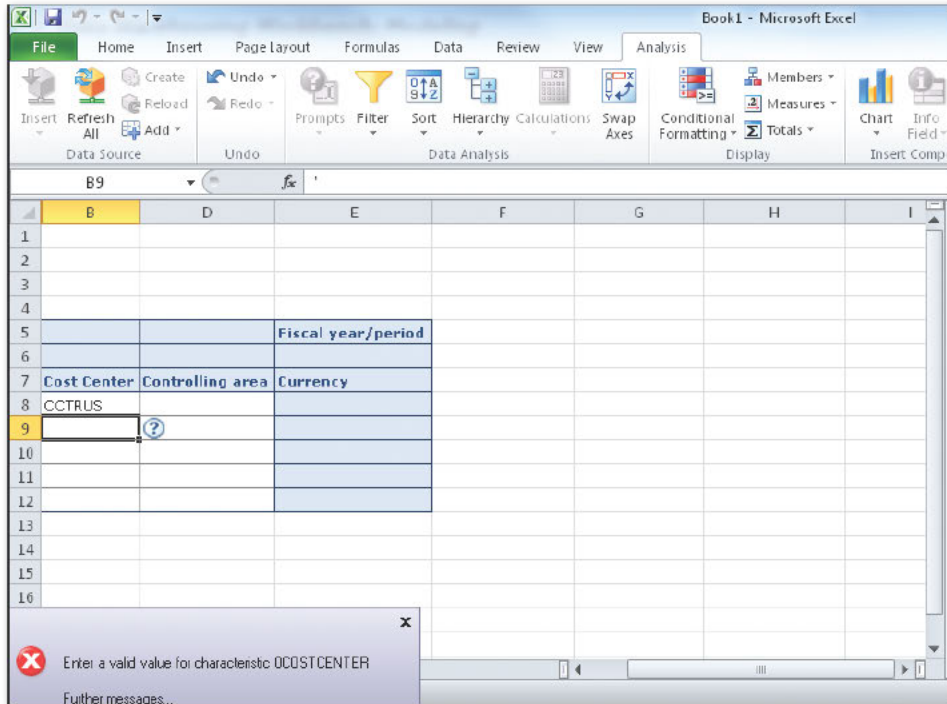 Book1 - Microsoft Excel
File Home Insert Page Layout Formulas Data Review View Analysis
Insert Refresh All Create Reload Add
Data Source
Undo Redo
Undo
Prompts Filter Sort Hierarchy Calculations Swap Axes
Data Analysis
Conditional Formatting Members Measures Totals
Display
Chart Info Field
Insert Comp
B9 fx '
B D E F G H I
1
2
3
4
5 Fiscal year/period
6
7 Cost Center Controlling area Currency
8 CCTRUS
9
10
11
12
13
14
15
16
x
Enter a valid value for characteristic 0COSTCENTER
Further messages...